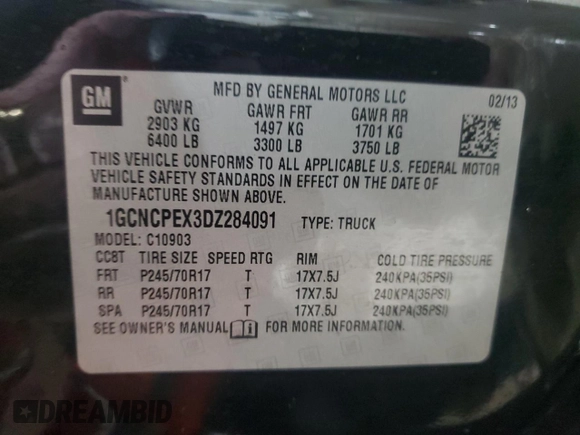 GM
MFD BY GENERAL MOTORS LLC
02/13
GVWR GAWR FRT GAWR RR
2903 KG 1497 KG 1701 KG
6400 LB 3300 LB 3750 LB
THIS VEHICLE CONFORMS TO ALL APPLICABLE U.S. FEDERAL MOTOR
VEHICLE SAFETY STANDARDS IN EFFECT ON THE DATE OF
MANUFACTURE SHOWN ABOVE.
1GCNCPEX3DZ284091 TYPE: TRUCK
MODEL: C10903
CC8T TIRE SIZE SPEED RTG RIM COLD TIRE PRESSURE
FRT P245/70R17 T 17X7.5J 240KPA(35PSI)
RR P245/70R17 T 17X7.5J 240KPA(35PSI)
SPA P245/70R17 T 17X7.5J 240KPA(35PSI)
SEE OWNER'S MANUAL FOR MORE INFORMATION.
DREAMBID